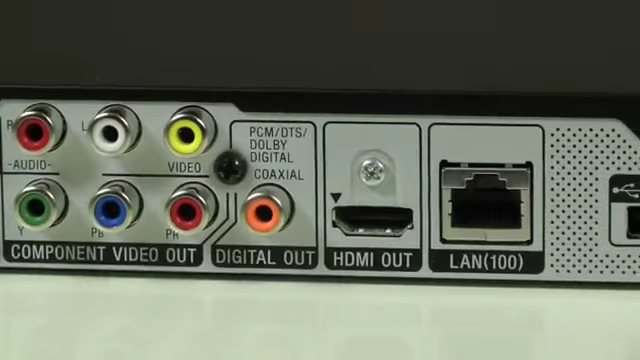 R
L
-AUDIO-
VIDEO
Y
PB
PR
COMPONENT VIDEO OUT
PCM/DTS/
DOLBY
DIGITAL
COAXIAL
DIGITAL OUT
HDMI OUT
LAN(100)